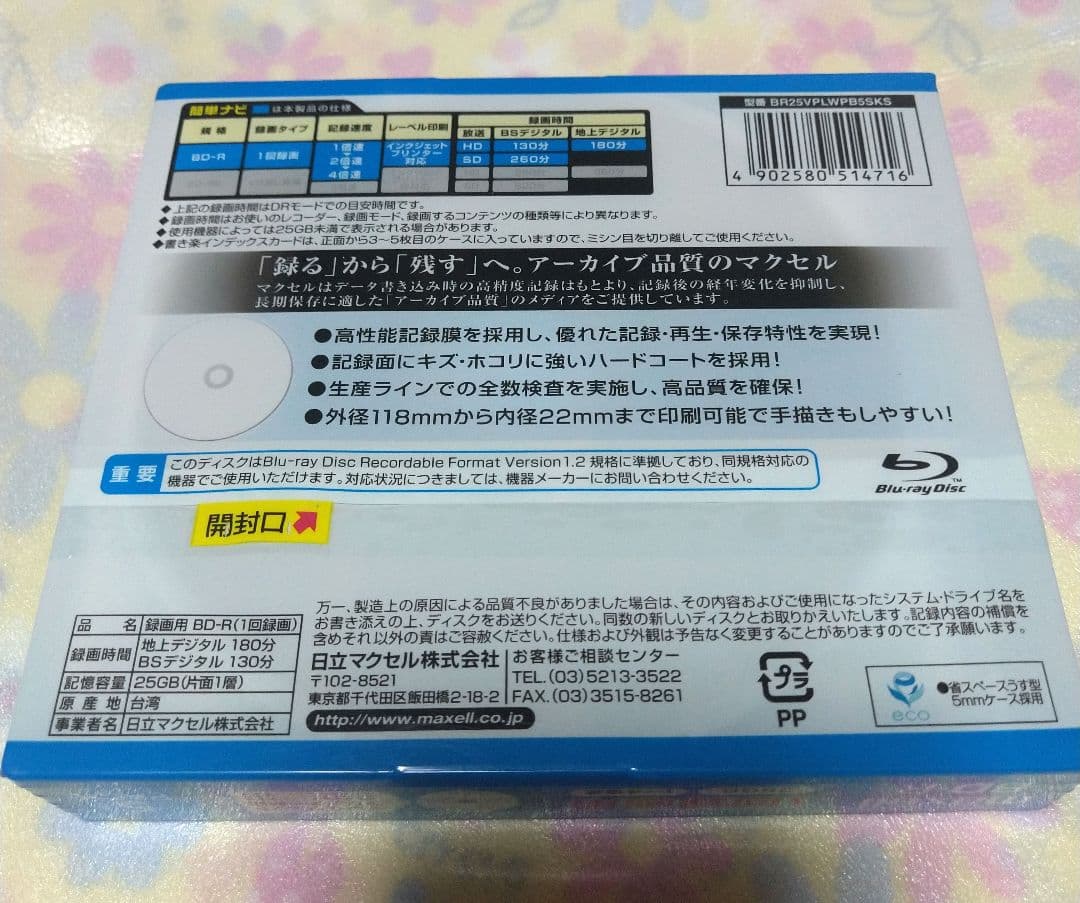 簡単ナビ は本製品の仕様
規格 録画タイプ 記録速度 レーベル印刷 録画時間
放送 BSデジタル 地上デジタル
BD-R 1回録画 1倍速 2倍速 4倍速 インクジェットプリンター対応 HD 130分 180分
SD 260分
◆上記の録画時間はDRモードでの目安時間です。
◆録画時間はお使いのレコーダー、録画モード、録画するコンテンツの種類等により異なります。
◆使用機器によっては25GB未満で表示される場合があります。
◆書き楽インデックスカードは、正面から3〜5枚目のケースに入っていますので、ミシン目を切り離してご使用ください。
型番 BR25VPLWPB5SKS
4 902580 514716
「録る」から「残す」へ。アーカイブ品質のマクセル
マクセルはデータ書き込み時の高精度記録はもとより、記録後の経年変化を抑制し、
長期保存に適した「アーカイブ品質」のメディアをご提供しています。
●高性能記録膜を採用し、優れた記録・再生・保存特性を実現!
●記録面にキズ・ホコリに強いハードコートを採用!
●生産ラインでの全数検査を実施し、高品質を確保!
●外径118mmから内径22mmまで印刷可能で手描きもしやすい!
重要 このディスクはBlu-ray Disc Recordable Format Version1.2 規格に準拠しており、同規格対応の
機器でご使用いただけます。対応状況につきましては、機器メーカーにお問い合わせください。
Blu-ray Disc™
開封口
万一、製造上の原因による品質不良がありました場合は、その内容およびご使用になったシステム・ドライブ名を
お書き添えの上、ディスクをお送りください。同数の新しいディスクとお取りかえいたします。記録内容の補償を
含めそれ以外の責はご容赦ください。仕様および外観は予告なく変更することがありますのでご了承願います。
品名 録画用 BD-R(1回録画)
録画時間 地上デジタル 180分
BSデジタル 130分
記憶容量 25GB(片面1層)
原産地 台湾
事業者名 日立マクセル株式会社
日立マクセル株式会社
〒102-8521
東京都千代田区飯田橋2-18-2
http://www.maxell.co.jp
お客様ご相談センター
TEL.(03)5213-3522
FAX.(03)3515-8261
プラ
PP
eco
●省スペースうす型
5mmケース採用